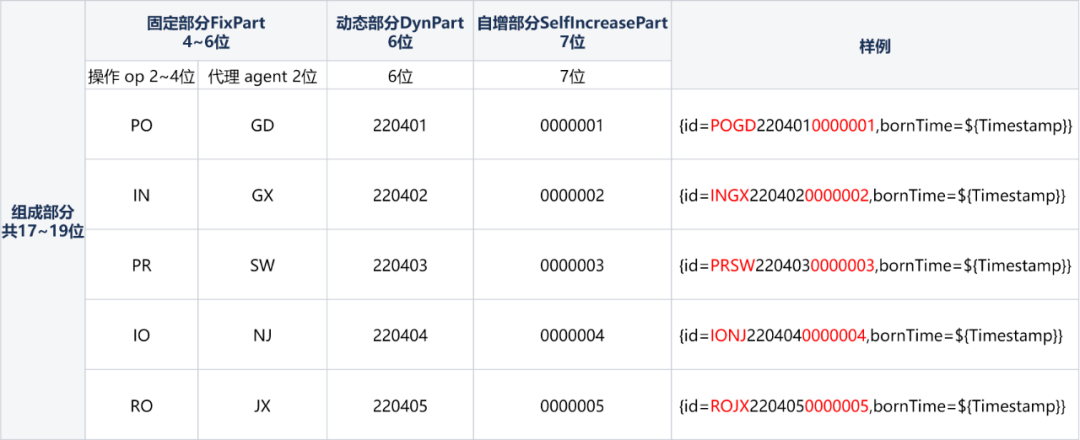 固定部分FixPart
4~6位
动态部分DynPart
6位
自增部分SelfIncreasePart
7位
样例
操作 op 2~4位
代理 agent 2位
6位
7位
组成部分
共17~19位
PO
GD
220401
0000001
{id=POGD2204010000001,bornTime=${Timestamp}}
IN
GX
220402
0000002
{id=INGX2204020000002,bornTime=${Timestamp}}
PR
SW
220403
0000003
{id=PRSW2204030000003,bornTime=${Timestamp}}
IO
NJ
220404
0000004
{id=IONJ2204040000004,bornTime=${Timestamp}}
RO
JX
220405
0000005
{id=ROJX2204050000005,bornTime=${Timestamp}}